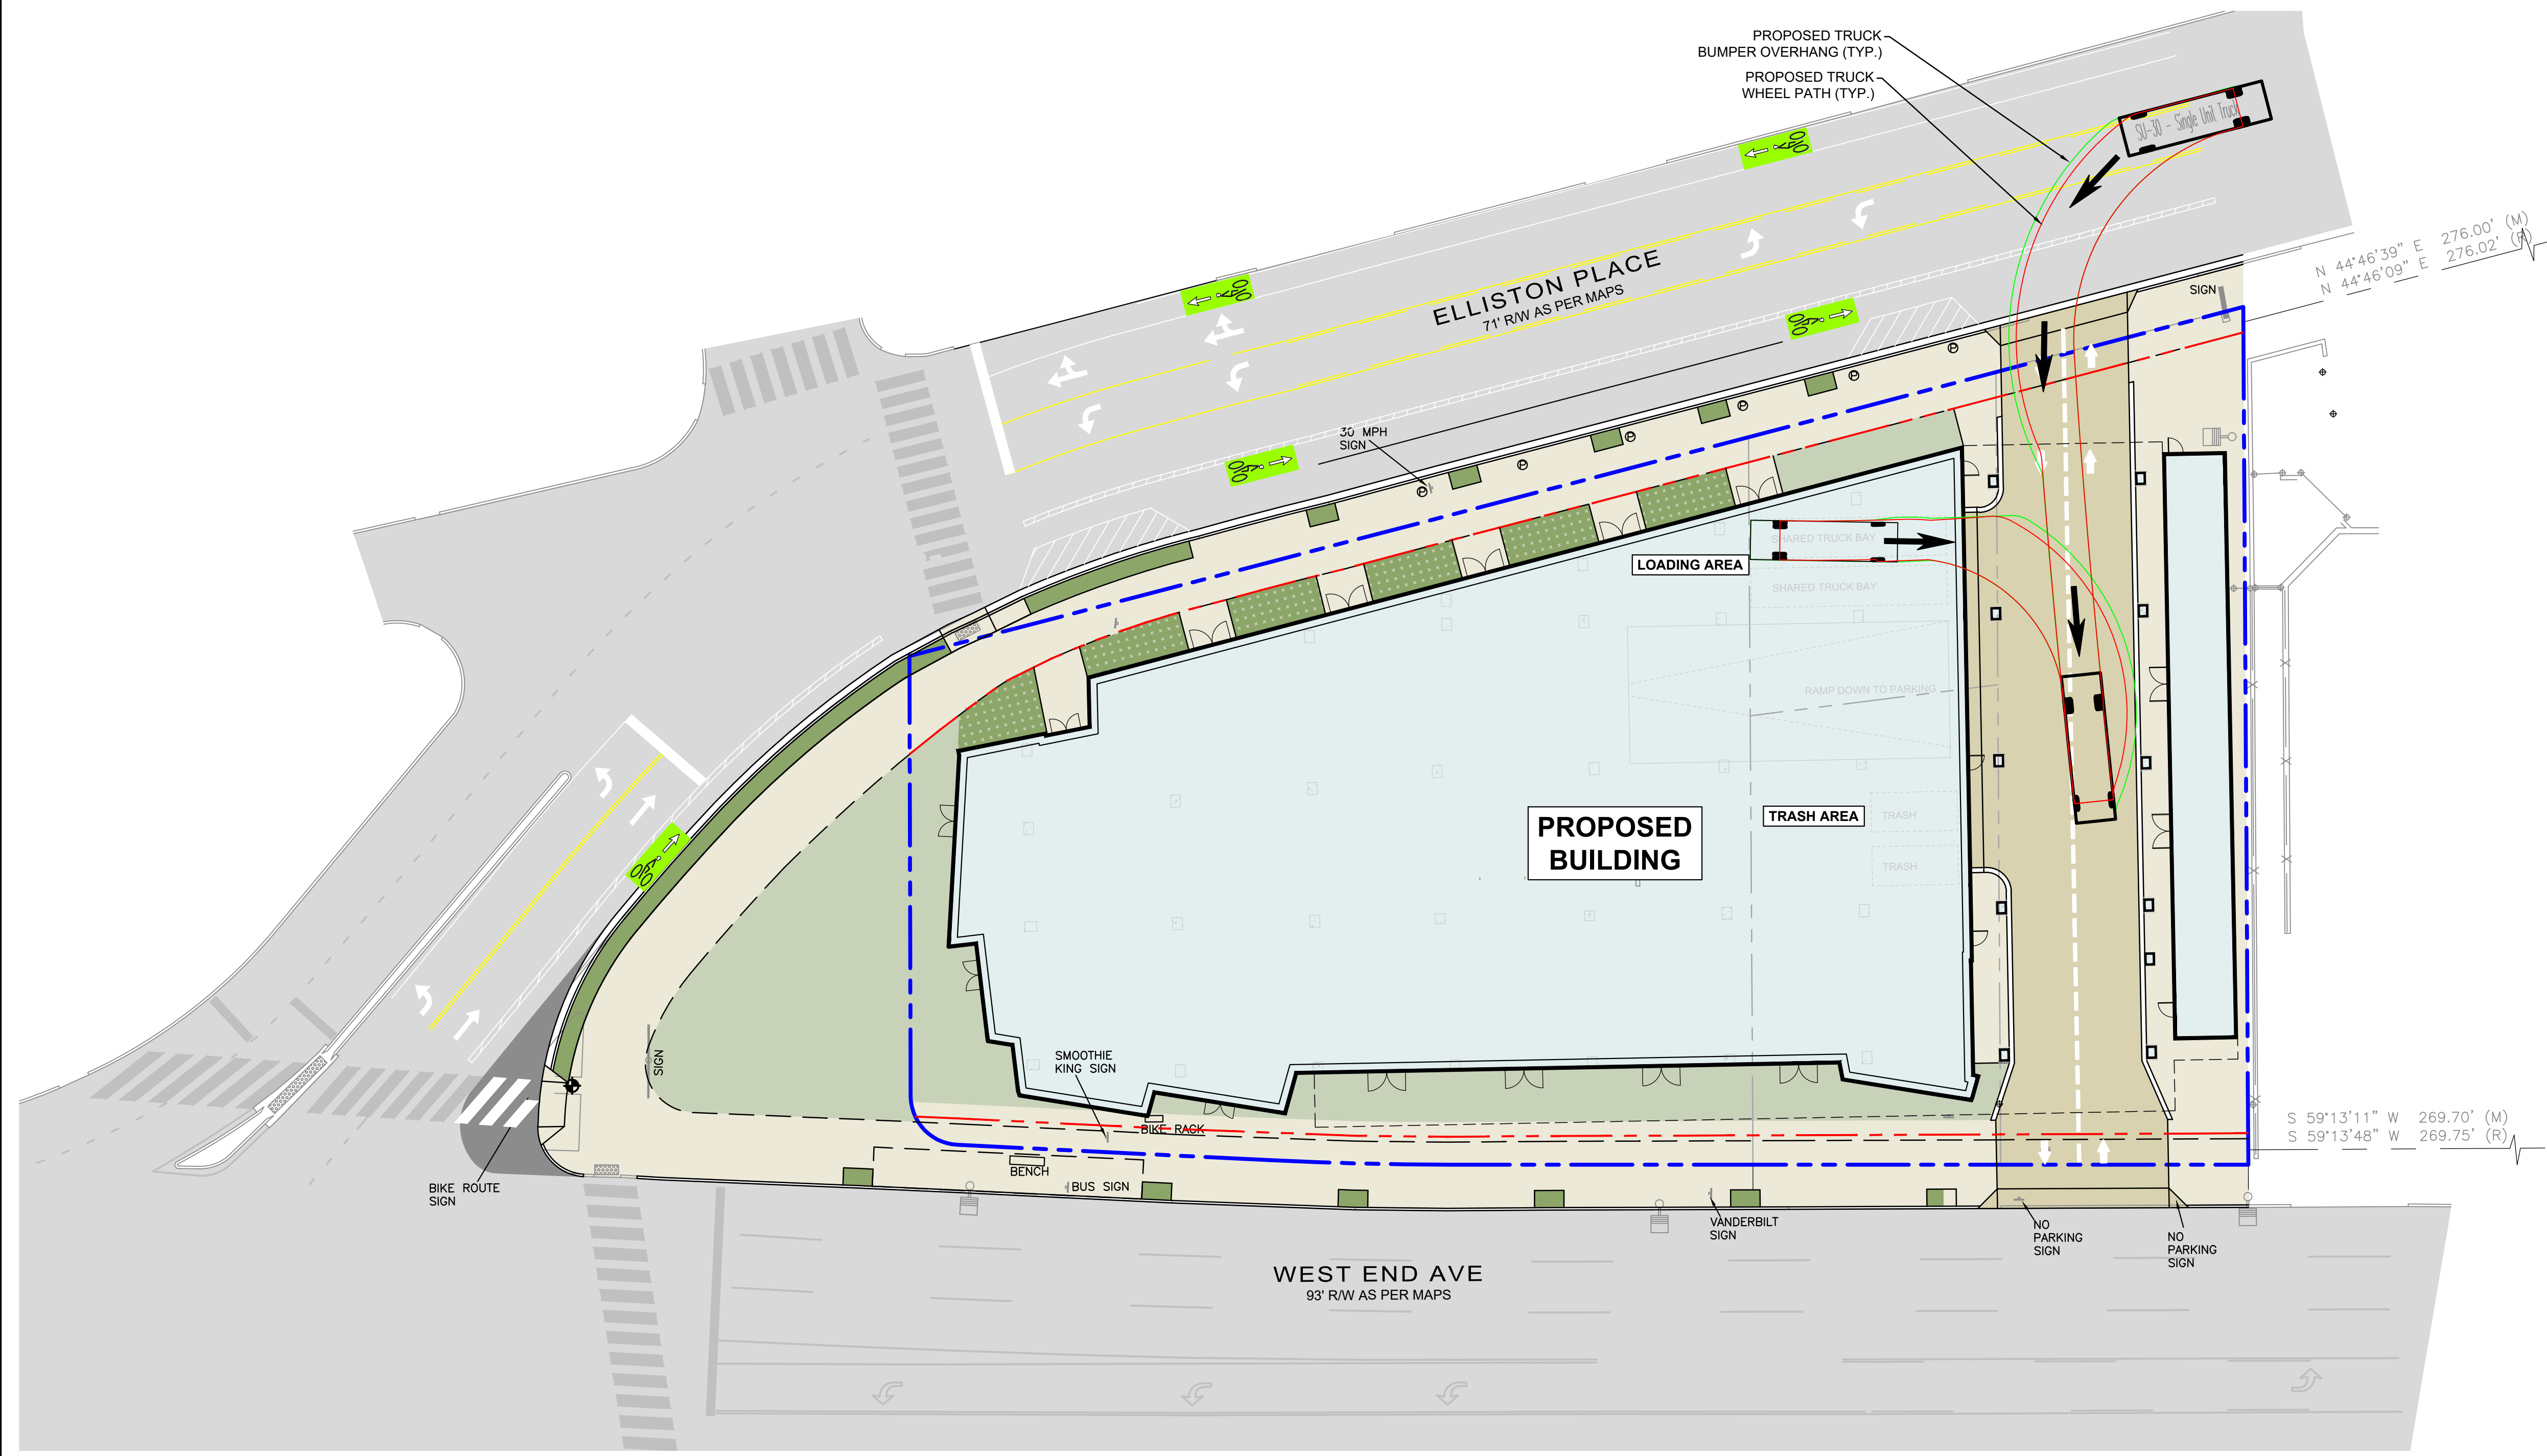 PROPOSED TRUCK
BUMPER OVERHANG (TYP.)
PROPOSED TRUCK
WHEEL PATH (TYP.)
SU-30 - Single Unit Truck
N 44°46'39" E 276.00' (M)
N 44°46'09" E 276.02' (R)
SIGN
ELLISTON PLACE
71' R/W AS PER MAPS
30 MPH
SIGN
P
P
P
P
P
P
LOADING AREA
SHARED TRUCK BAY
SHARED TRUCK BAY
RAMP DOWN TO PARKING
PROPOSED
BUILDING
TRASH AREA
TRASH
TRASH
SIGN
SMOOTHIE
KING SIGN
BIKE RACK
BENCH
BUS SIGN
BIKE ROUTE
SIGN
S 59°13'11" W 269.70' (M)
S 59°13'48" W 269.75' (R)
VANDERBILT
SIGN
NO
PARKING
SIGN
NO
PARKING
SIGN
WEST END AVE
93' R/W AS PER MAPS